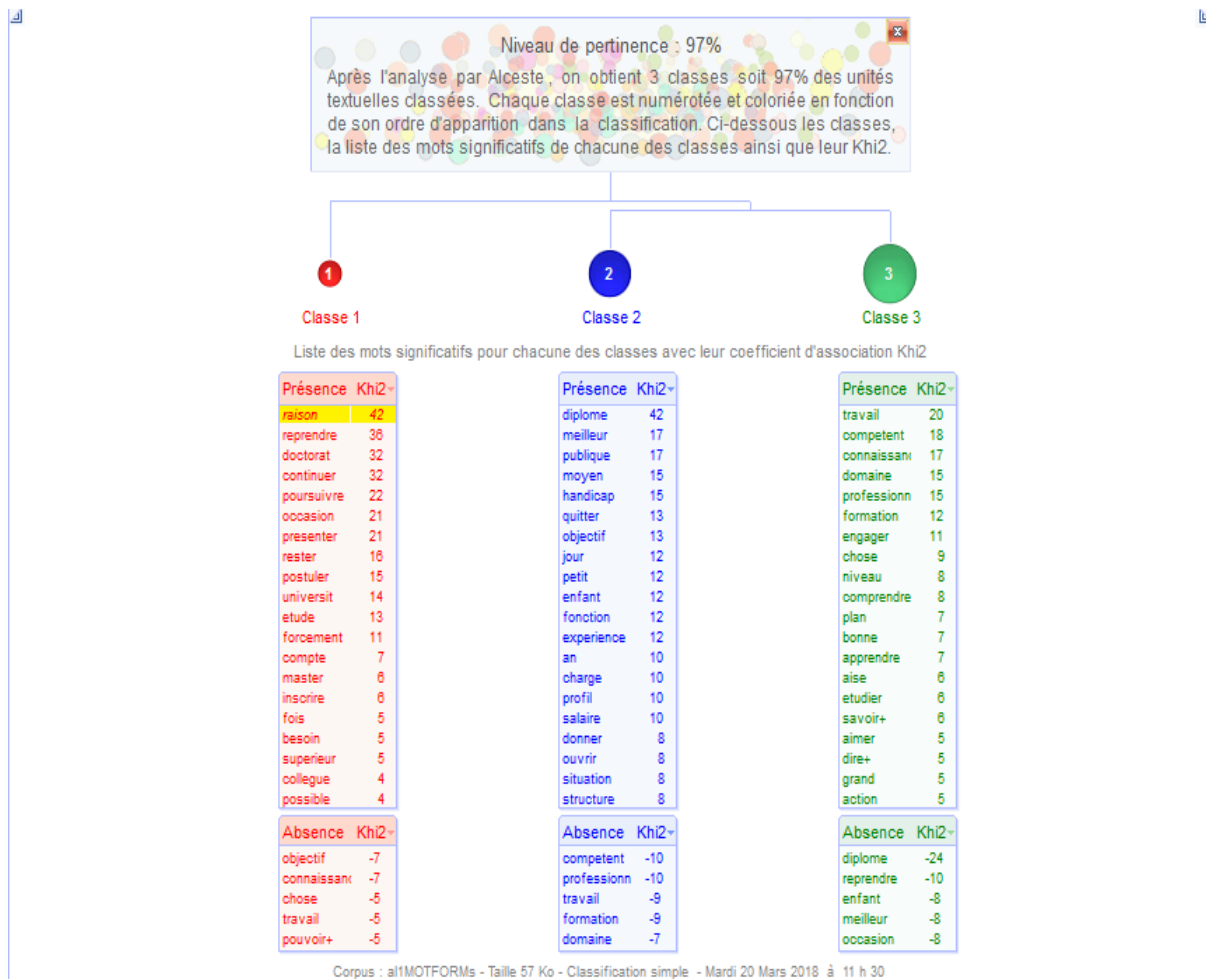 Niveau de pertinence : 97%
Après l'analyse par Alceste , on obtient 3 classes soit 97% des unités
textuelles classées. Chaque classe est numérotée et coloriée en fonction
de son ordre d'apparition dans la classification. Ci-dessous les classes,
la liste des mots significatifs de chacune des classes ainsi que leur Khi2.
1 2 3
Classe 1 Classe 2 Classe 3
Liste des mots significatifs pour chacune des classes avec leur coefficient d'association Khi2
Présence Khi2 Présence Khi2 Présence Khi2
raison 42 diplome 42 travail 20
reprendre 36 meilleur 17 competent 18
doctorat 32 publique 17 connaissanc 17
continuer 32 moyen 15 domaine 15
poursuivre 22 handicap 15 professionn 15
occasion 21 quitter 13 formation 12
presenter 21 objectif 13 engager 11
rester 16 jour 12 chose 9
postuler 15 petit 12 niveau 8
universit 14 enfant 12 comprendre 8
etude 13 fonction 12 plan 7
forcement 11 experience 12 bonne 7
compte 7 an 10 apprendre 7
master 6 charge 10 aise 6
inscrire 6 profil 10 etudier 6
fois 5 salaire 10 savoir+ 6
besoin 5 donner 8 aimer 5
superieur 5 ouvrir 8 dire+ 5
collegue 4 situation 8 grand 5
possible 4 structure 8 action 5
Absence Khi2 Absence Khi2 Absence Khi2
objectif -7 competent -10 diplome -24
connaissanc -7 professionn -10 reprendre -10
chose -5 travail -9 enfant -8
travail -5 formation -9 meilleur -8
pouvoir+ -5 domaine -7 occasion -8
Corpus : al1MOTFORMs - Taille 57 Ko - Classification simple - Mardi 20 Mars 2018 à 11 h 30